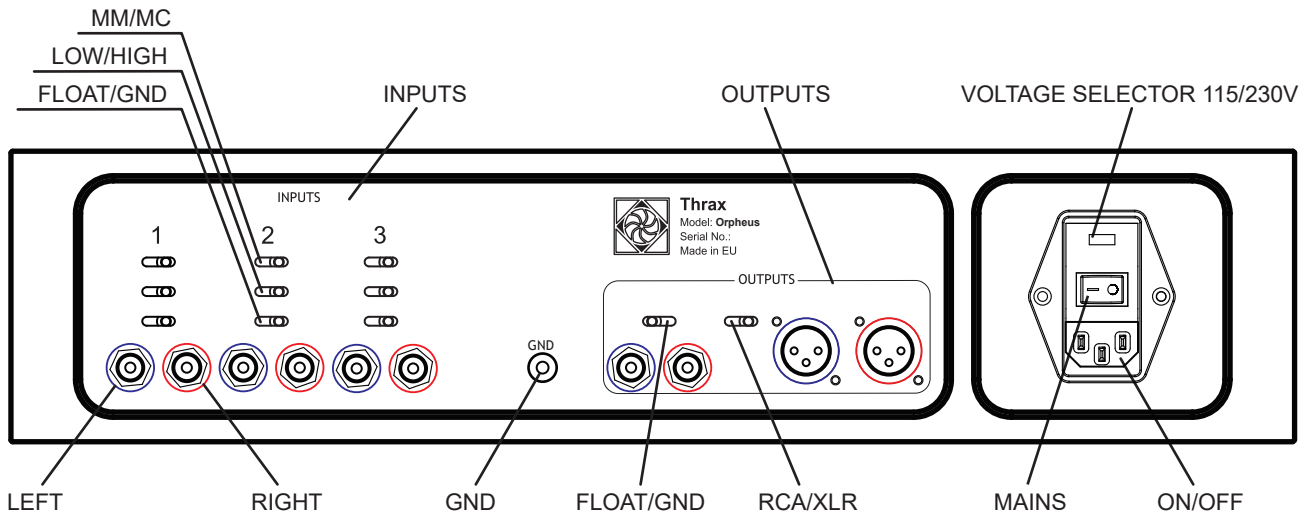 MM/MC
LOW/HIGH
FLOAT/GND
INPUTS
OUTPUTS
VOLTAGE SELECTOR 115/230V
INPUTS
1
2
3
Thrax
Model: Orpheus
Serial No.:
Made in EU
OUTPUTS
GND
LEFT
RIGHT
GND
FLOAT/GND
RCA/XLR
MAINS
ON/OFF